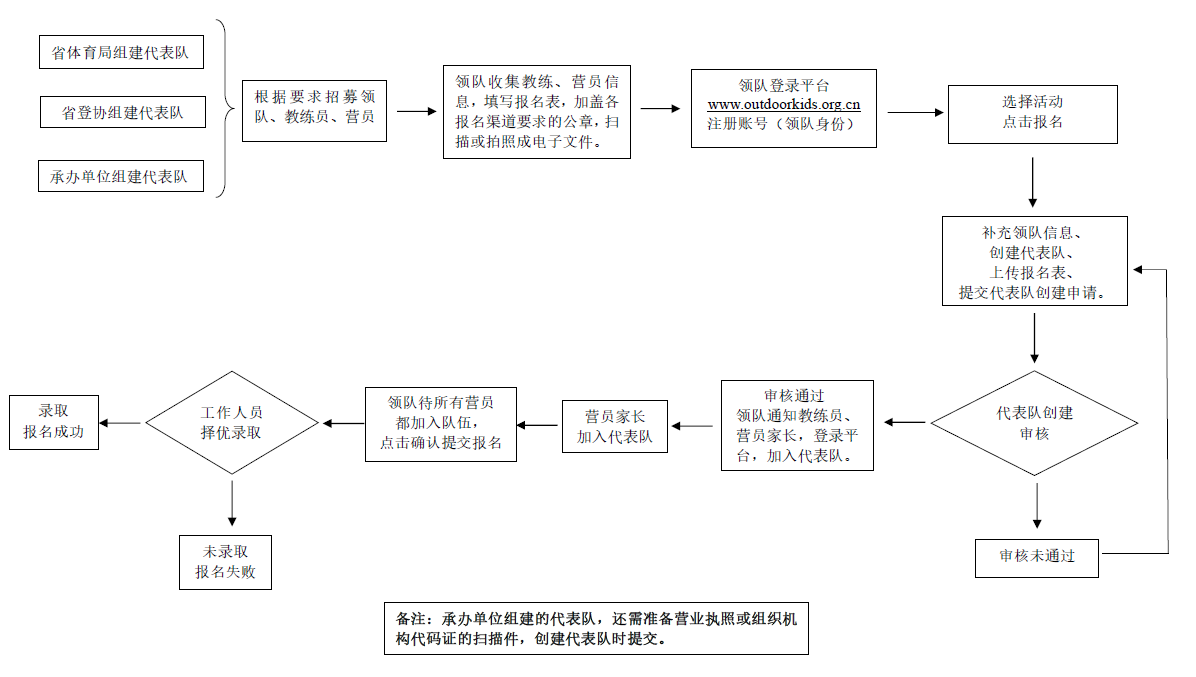 省体育局组建代表队
省登协组建代表队
承办单位组建代表队
根据要求招募领
队、教练员、营员
领队收集教练、营员信
息，填写报名表，加盖各
报名渠道要求的公章，扫
描或拍照成电子文件。
领队登录平台
www.outdoorkids.org.cn
注册账号（领队身份）
选择活动
点击报名
补充领队信息、
创建代表队、
上传报名表、
提交代表队创建申请。
代表队创建
审核
审核未通过
审核通过
领队通知教练员、
营员家长，登录平
台，加入代表队。
营员家长
加入代表队
领队待所有营员
都加入队伍，
点击确认提交报名
工作人员
择优录取
录取
报名成功
未录取
报名失败
备注：承办单位组建的代表队，还需准备营业执照或组织机
构代码证的扫描件，创建代表队时提交。